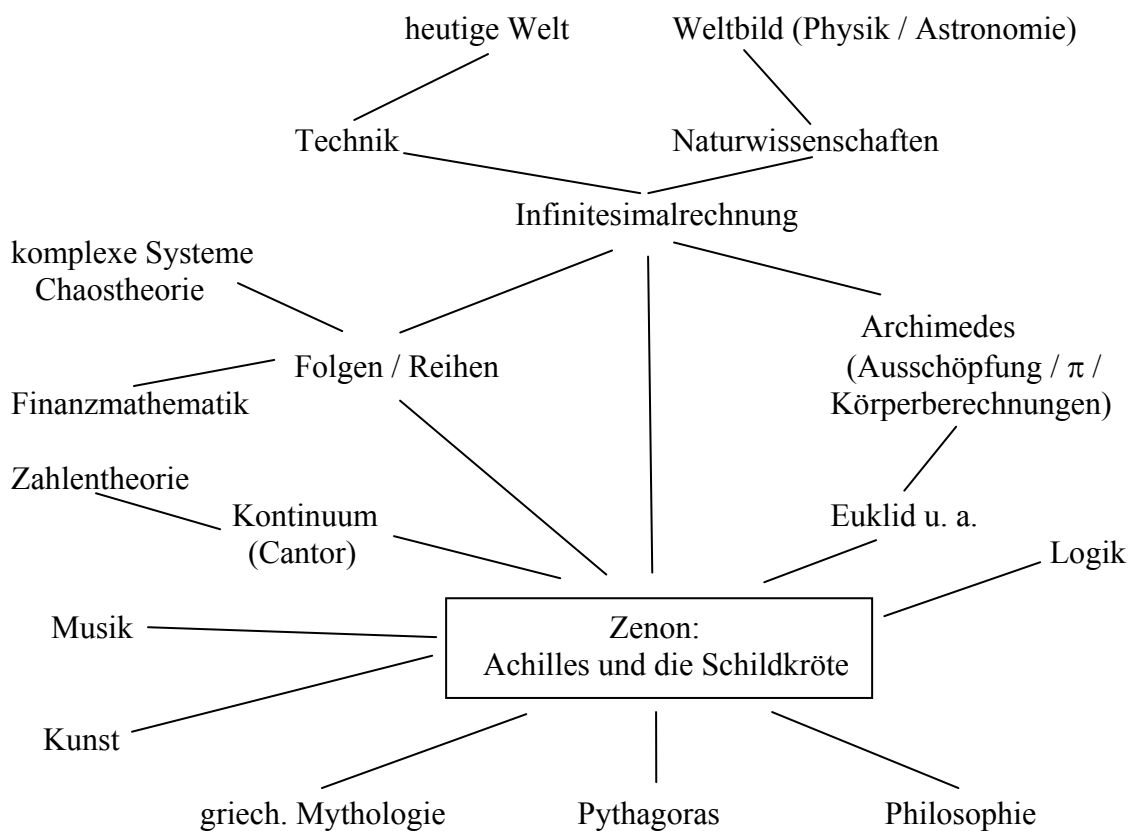 heutige Welt
Weltbild (Physik / Astronomie)
Technik
Naturwissenschaften
Infinitesimalrechnung
komplexe Systeme
Chaostheorie
Archimedes
(Ausschöpfung / π /
Körperberechnungen)
Folgen / Reihen
Finanzmathematik
Zahlentheorie
Kontinuum
(Cantor)
Euklid u. a.
Logik
Musik
Zenon:
Achilles und die Schildkröte
Kunst
griech. Mythologie
Pythagoras
Philosophie